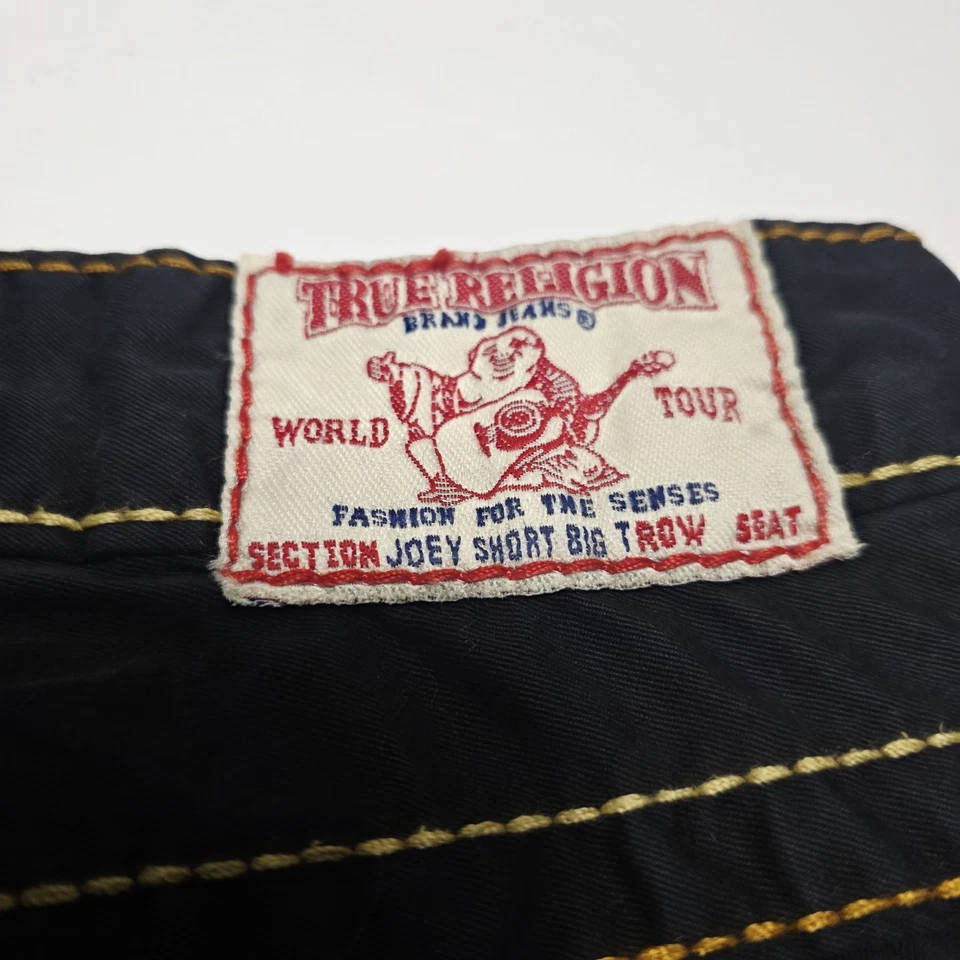 TRUE RELIGION
BRAND JEANS®
WORLD TOUR
FASHION FOR THE SENSES
SECTION JOEY SHORT BIG T ROW SEAT